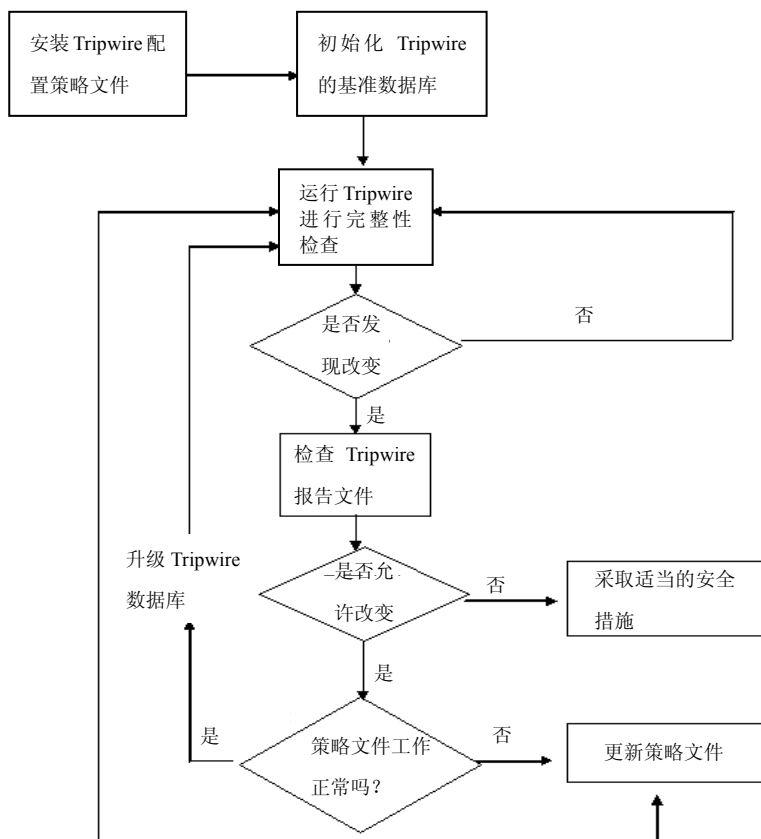 安装 Tripwire 配
置策略文件
初始化 Tripwire
的基准数据库
运行 Tripwire
进行完整性
检查
是否发
现改变
否
是
检查 Tripwire
报告文件
升级 Tripwire
数据库
是否允
许改变
否
采取适当的安全
措施
是
是
策略文件工作
正常吗？
否
更新策略文件